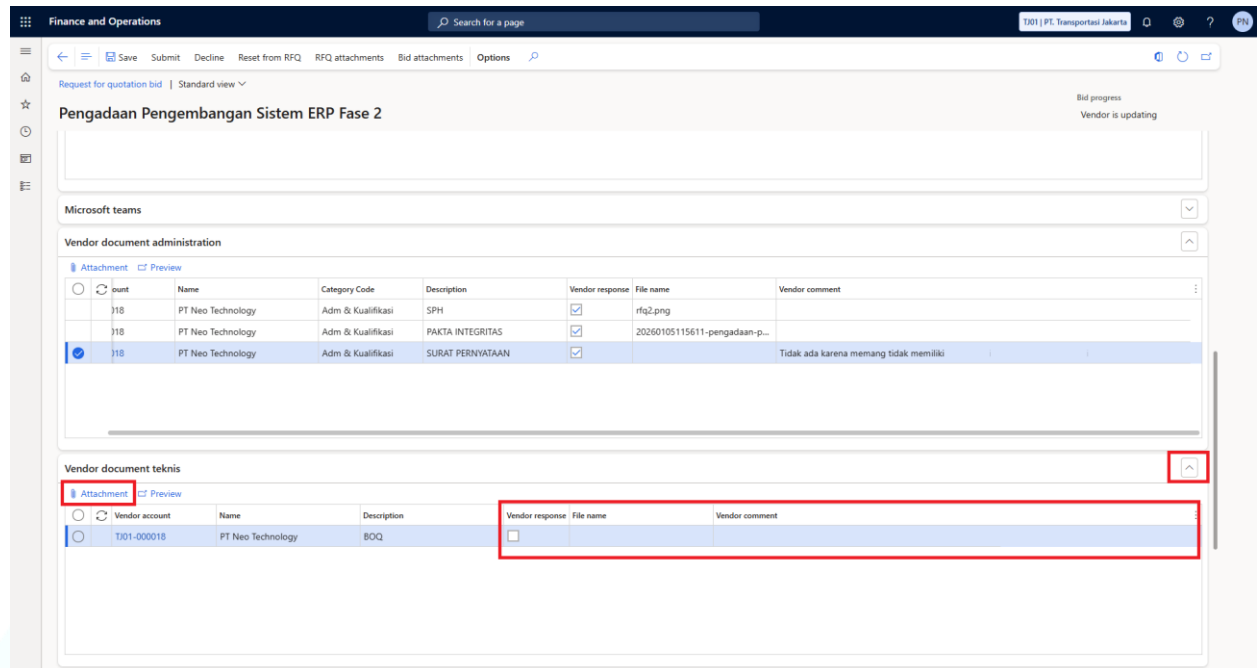 Finance and Operations Search for a page TJ01 | PT. Transportasi Jakarta ? PN
Save Submit Decline Reset from RFQ RFQ attachments Bid attachments Options
Request for quotation bid | Standard view
Bid progress
Pengadaan Pengembangan Sistem ERP Fase 2 Vendor is updating
Microsoft teams
Vendor document administration
Attachment Preview
ount Name Category Code Description Vendor response File name Vendor comment
018 PT Neo Technology Adm & Kualifikasi SPH rfq2.png
018 PT Neo Technology Adm & Kualifikasi PAKTA INTEGRITAS 20260105115611-pengadaan-p...
018 PT Neo Technology Adm & Kualifikasi SURAT PERNYATAAN Tidak ada karena memang tidak memiliki
Vendor document teknis
Attachment Preview
Vendor account Name Description Vendor response File name Vendor comment
TJ01-000018 PT Neo Technology BOQ